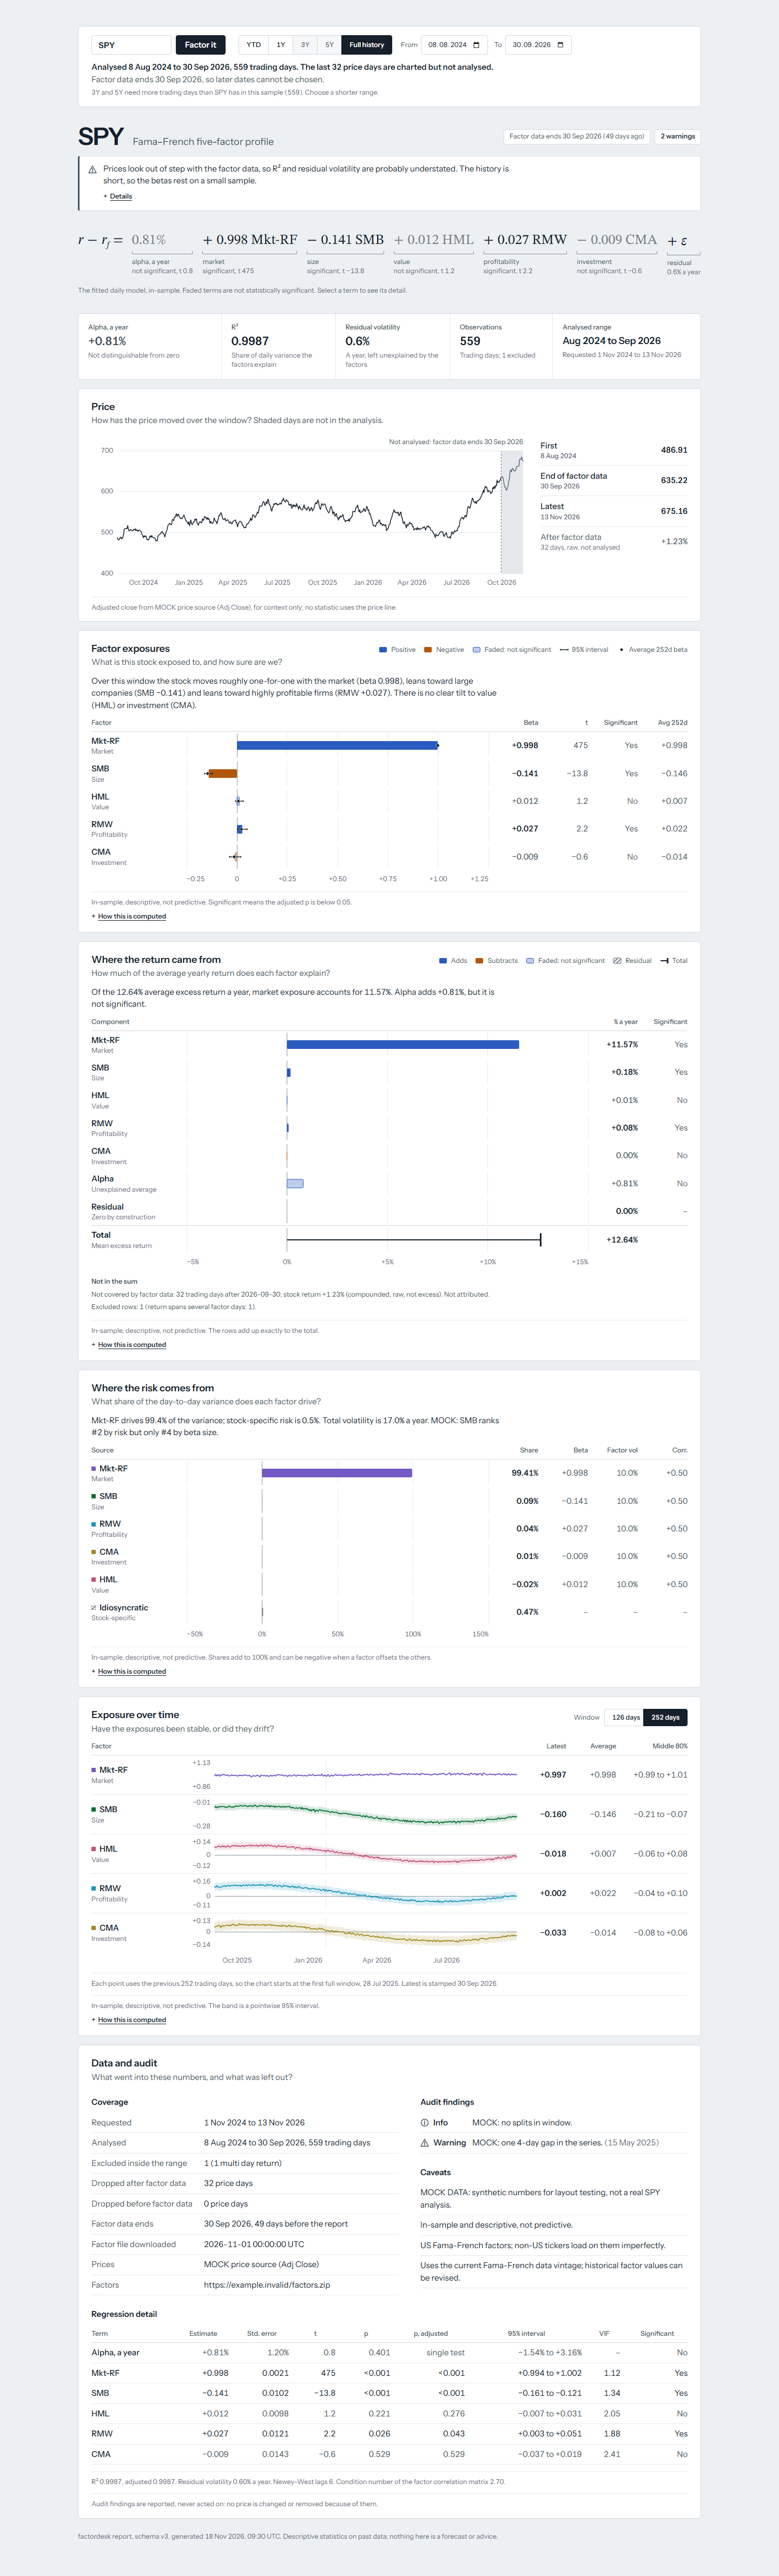 SPY Factor it YTD 1Y 3Y 5Y Full history From 08.08.2024 To 30.09.2026
Analysed 8 Aug 2024 to 30 Sep 2026, 559 trading days. The last 32 price days are charted but not analysed.
Factor data ends 30 Sep 2026, so later dates cannot be chosen.
3Y and 5Y need more trading days than SPY has in this sample (559). Choose a shorter range.
SPY Fama–French five-factor profile Factor data ends 30 Sep 2026 (49 days ago) 2 warnings
Prices look out of step with the factor data, so R² and residual volatility are probably understated. The history is
short, so the betas rest on a small sample.
+ Details
r − rf = 0.81% + 0.998 Mkt-RF − 0.141 SMB + 0.012 HML + 0.027 RMW − 0.009 CMA + ε
alpha, a year market size value profitability investment residual
not significant, t 0.8 significant, t 475 significant, t −13.8 not significant, t 1.2 significant, t 2.2 not significant, t −0.6 0.6% a year
The fitted daily model, in-sample. Faded terms are not statistically significant. Select a term to see its detail.
Alpha, a year R² Residual volatility Observations Analysed range
+0.81% 0.9987 0.6% 559 Aug 2024 to Sep 2026
Not distinguishable from zero Share of daily variance the A year, left unexplained by the Trading days; 1 excluded Requested 1 Nov 2024 to 13 Nov 2026
factors explain factors
Price
How has the price moved over the window? Shaded days are not in the analysis.
Not analysed: factor data ends 30 Sep 2026
700
600
500
400
Oct 2024 Jan 2025 Apr 2025 Jul 2025 Oct 2025 Jan 2026 Apr 2026 Jul 2026 Oct 2026
First 486.91
8 Aug 2024
End of factor data 635.22
30 Sep 2026
Latest 675.16
13 Nov 2026
After factor data +1.23%
32 days, raw, not analysed
Adjusted close from MOCK price source (Adj Close), for context only; no statistic uses the price line.
Factor exposures Positive Negative Faded: not significant 95% interval Average 252d beta
What is this stock exposed to, and how sure are we?
Over this window the stock moves roughly one-for-one with the market (beta 0.998), leans toward large
companies (SMB −0.141) and leans toward highly profitable firms (RMW +0.027). There is no clear tilt to value
(HML) or investment (CMA).
Factor Beta t Significant Avg 252d
Mkt-RF +0.998 475 Yes +0.998
Market
SMB −0.141 −13.8 Yes −0.146
Size
HML +0.012 1.2 No +0.007
Value
RMW +0.027 2.2 Yes +0.022
Profitability
CMA −0.009 −0.6 No −0.014
Investment
−0.25 0 +0.25 +0.50 +0.75 +1.00 +1.25
In-sample, descriptive, not predictive. Significant means the adjusted p is below 0.05.
+ How this is computed
Where the return came from Adds Subtracts Faded: not significant Residual Total
How much of the average yearly return does each factor explain?
Of the 12.64% average excess return a year, market exposure accounts for 11.57%. Alpha adds +0.81%, but it is
not significant.
Component % a year Significant
Mkt-RF +11.57% Yes
Market
SMB +0.18% Yes
Size
HML +0.01% No
Value
RMW +0.08% Yes
Profitability
CMA 0.00% No
Investment
Alpha +0.81% No
Unexplained average
Residual 0.00% –
Zero by construction
Total +12.64%
Mean excess return
−5% 0% +5% +10% +15%
Not in the sum
Not covered by factor data: 32 trading days after 2026-09-30; stock return +1.23% (compounded, raw, not excess). Not attributed.
Excluded rows: 1 (return spans several factor days: 1).
In-sample, descriptive, not predictive. The rows add up exactly to the total.
+ How this is computed
Where the risk comes from
What share of the day-to-day variance does each factor drive?
Mkt-RF drives 99.4% of the variance; stock-specific risk is 0.5%. Total volatility is 17.0% a year. MOCK: SMB ranks
#2 by risk but only #4 by beta size.
Source Share Beta Factor vol Corr.
Mkt-RF 99.41% +0.998 10.0% +0.50
Market
SMB 0.09% −0.141 10.0% +0.50
Size
RMW 0.04% +0.027 10.0% +0.50
Profitability
CMA 0.01% −0.009 10.0% +0.50
Investment
HML −0.02% +0.012 10.0% +0.50
Value
Idiosyncratic 0.47% – – –
Stock-specific
−50% 0% 50% 100% 150%
In-sample, descriptive, not predictive. Shares add to 100% and can be negative when a factor offsets the others.
+ How this is computed
Exposure over time Window 126 days 252 days
Have the exposures been stable, or did they drift?
Factor Latest Average Middle 80%
+1.13
Mkt-RF +0.997 +0.998 +0.99 to +1.01
Market
+0.86
−0.01
SMB −0.160 −0.146 −0.21 to −0.07
Size
−0.28
+0.14
HML 0 −0.018 +0.007 −0.06 to +0.08
Value
−0.12
+0.16
RMW 0 +0.002 +0.022 −0.04 to +0.10
Profitability
−0.11
+0.13
CMA 0 −0.033 −0.014 −0.08 to +0.06
Investment
−0.14
Oct 2025 Jan 2026 Apr 2026 Jul 2026
Each point uses the previous 252 trading days, so the chart starts at the first full window, 28 Jul 2025. Latest is stamped 30 Sep 2026.
In-sample, descriptive, not predictive. The band is a pointwise 95% interval.
+ How this is computed
Data and audit
What went into these numbers, and what was left out?
Coverage
Requested 1 Nov 2024 to 13 Nov 2026
Analysed 8 Aug 2024 to 30 Sep 2026, 559 trading days
Excluded inside the range 1 (1 multi day return)
Dropped after factor data 32 price days
Dropped before factor data 0 price days
Factor data ends 30 Sep 2026, 49 days before the report
Factor file downloaded 2026-11-01 00:00:00 UTC
Prices MOCK price source (Adj Close)
Factors https://example.invalid/factors.zip
Audit findings
Info MOCK: no splits in window.
Warning MOCK: one 4-day gap in the series. (15 May 2025)
Caveats
MOCK DATA: synthetic numbers for layout testing, not a real SPY
analysis.
In-sample and descriptive, not predictive.
US Fama-French factors; non-US tickers load on them imperfectly.
Uses the current Fama-French data vintage; historical factor values can
be revised.
Regression detail
Term Estimate Std. error t p p, adjusted 95% interval VIF Significant
Alpha, a year +0.81% 1.20% 0.8 0.401 single test −1.54% to +3.16% – No
Mkt-RF +0.998 0.0021 475 <0.001 <0.001 +0.994 to +1.002 1.12 Yes
SMB −0.141 0.0102 −13.8 <0.001 <0.001 −0.161 to −0.121 1.34 Yes
HML +0.012 0.0098 1.2 0.221 0.276 −0.007 to +0.031 2.05 No
RMW +0.027 0.0121 2.2 0.026 0.043 +0.003 to +0.051 1.88 Yes
CMA −0.009 0.0143 −0.6 0.529 0.529 −0.037 to +0.019 2.41 No
R² 0.9987, adjusted 0.9987. Residual volatility 0.60% a year. Newey–West lags 6. Condition number of the factor correlation matrix 2.70.
Audit findings are reported, never acted on: no price is changed or removed because of them.
factordesk report, schema v3, generated 18 Nov 2026, 09:30 UTC. Descriptive statistics on past data; nothing here is a forecast or advice.